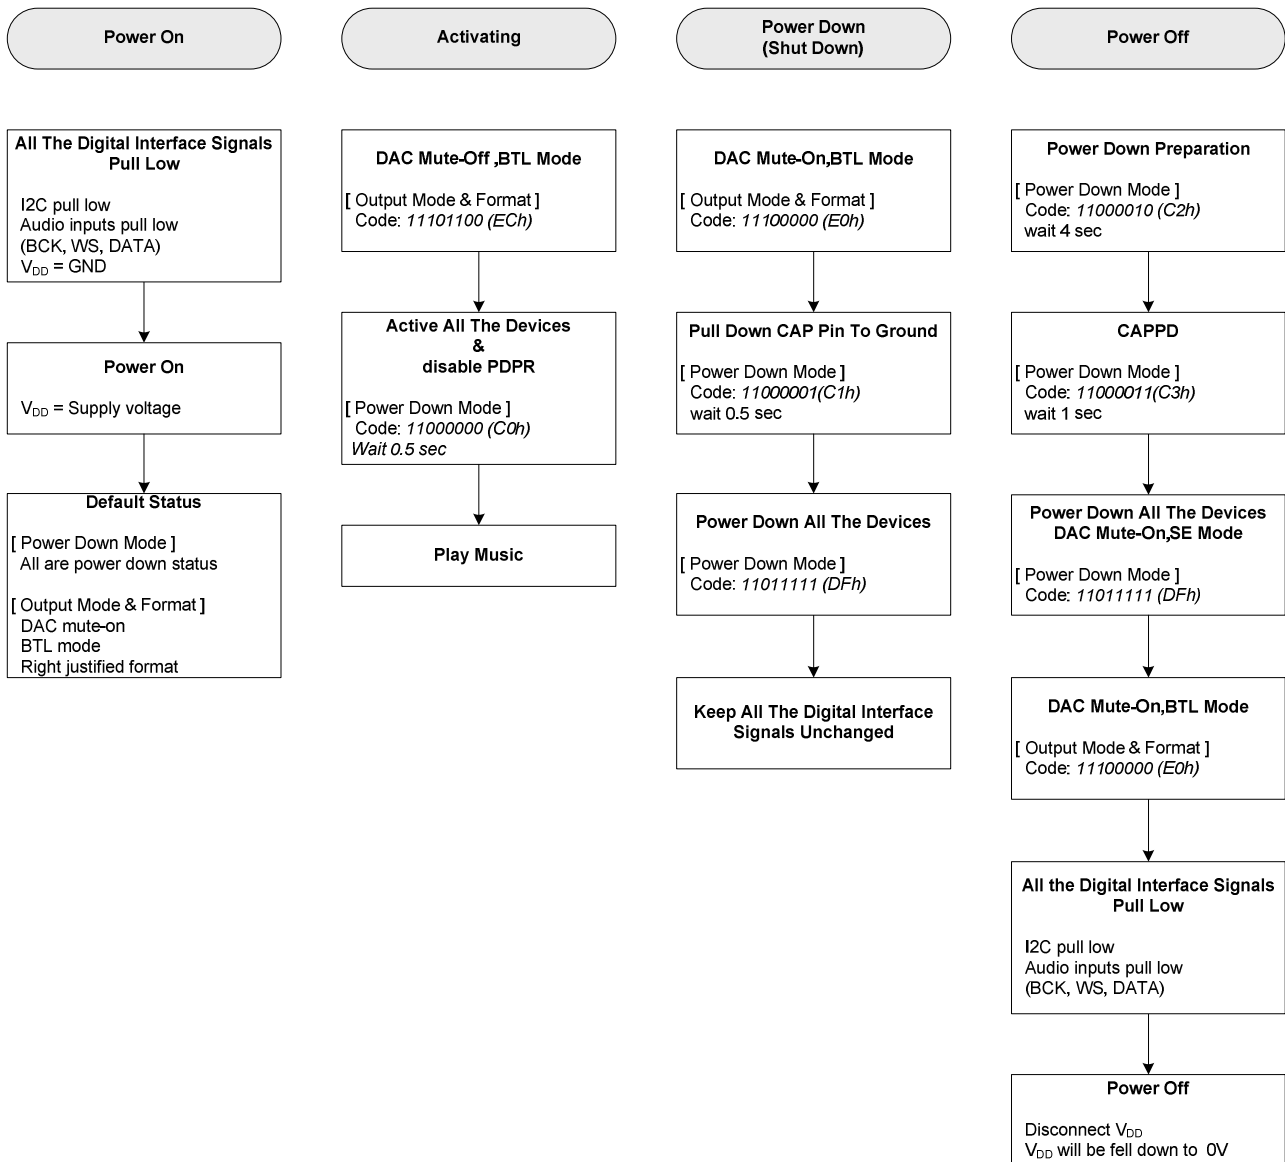 Power On
All The Digital Interface Signals
Pull Low
I2C pull low
Audio inputs pull low
(BCK, WS, DATA)
VDD = GND
Power On
VDD = Supply voltage
Default Status
[ Power Down Mode ]
All are power down status
[ Output Mode & Format ]
DAC mute-on
BTL mode
Right justified format
Activating
DAC Mute-Off ,BTL Mode
[ Output Mode & Format ]
Code: 11101100 (ECh)
Active All The Devices
&
disable PDPR
[ Power Down Mode ]
Code: 11000000 (C0h)
Wait 0.5 sec
Play Music
Power Down
(Shut Down)
DAC Mute-On,BTL Mode
[ Output Mode & Format ]
Code: 11100000 (E0h)
Pull Down CAP Pin To Ground
[ Power Down Mode ]
Code: 11000001(C1h)
wait 0.5 sec
Power Down All The Devices
[ Power Down Mode ]
Code: 11011111 (DFh)
Keep All The Digital Interface
Signals Unchanged
Power Off
Power Down Preparation
[ Power Down Mode ]
Code: 11000010 (C2h)
wait 4 sec
CAPPD
[ Power Down Mode ]
Code: 11000011(C3h)
wait 1 sec
Power Down All The Devices
DAC Mute-On,SE Mode
[ Power Down Mode ]
Code: 11011111 (DFh)
DAC Mute-On,BTL Mode
[ Output Mode & Format ]
Code: 11100000 (E0h)
All the Digital Interface Signals
Pull Low
I2C pull low
Audio inputs pull low
(BCK, WS, DATA)
Power Off
Disconnect VDD
VDD will be fell down to 0V